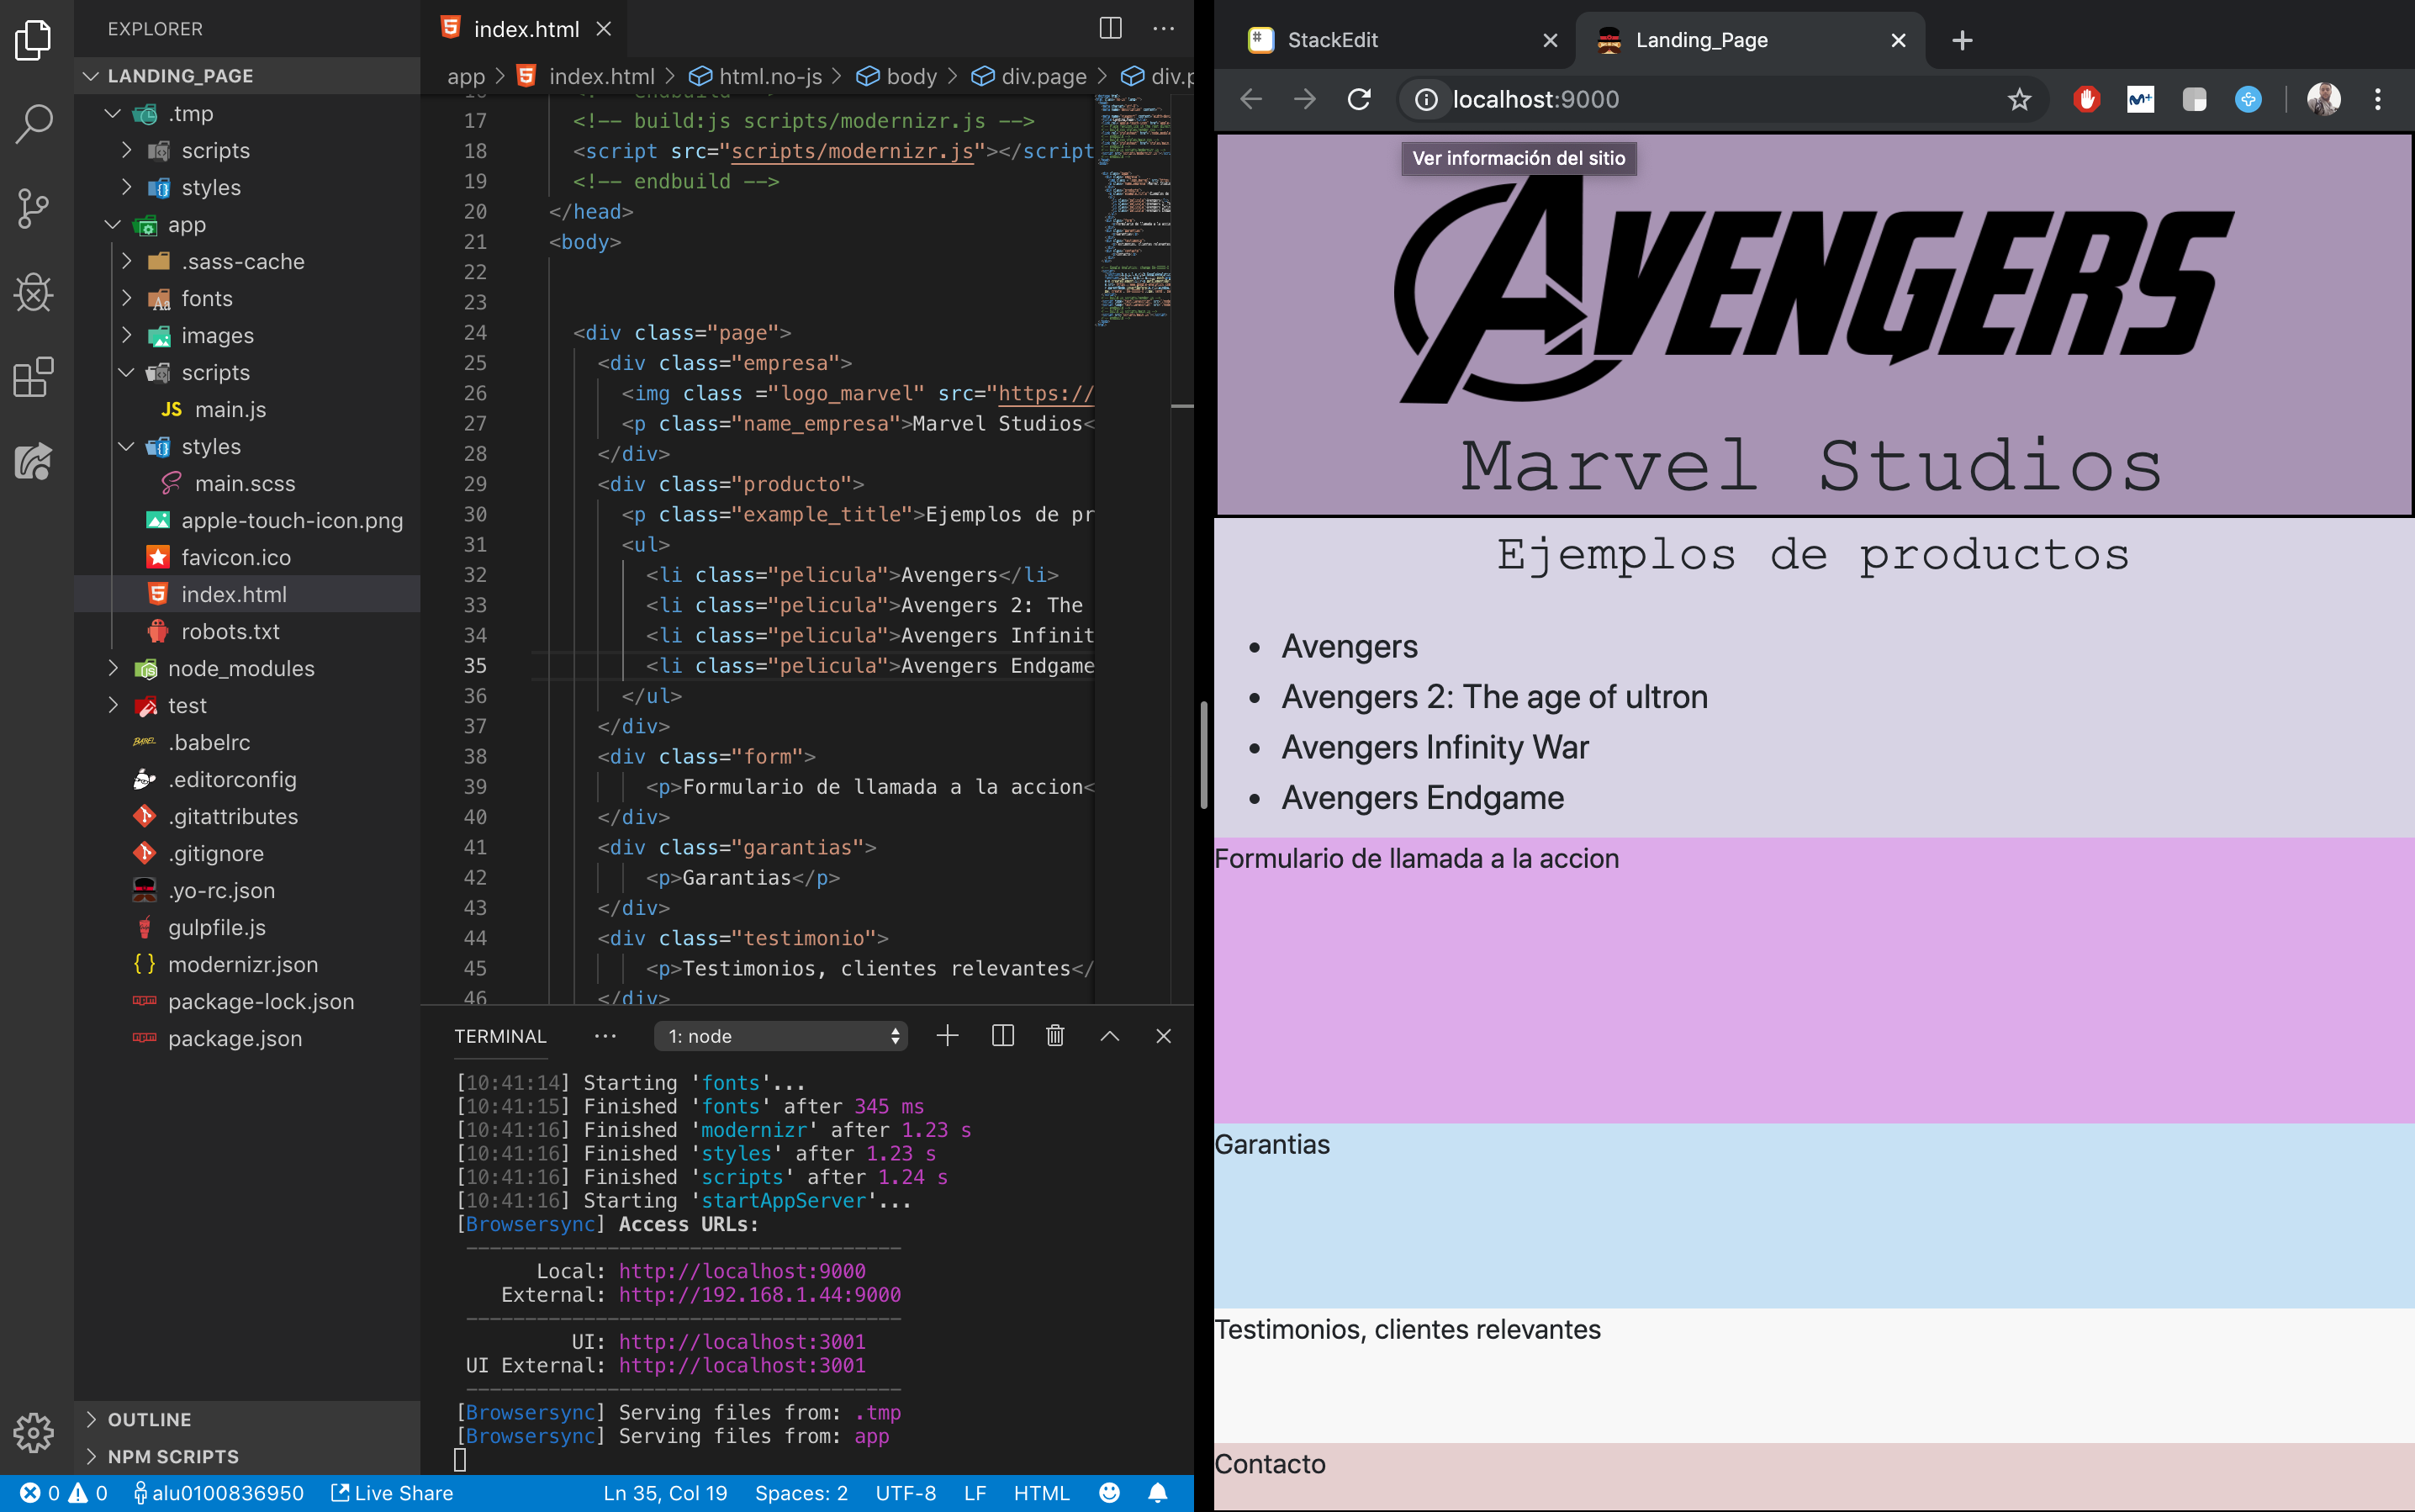 EXPLORER
LANDING_PAGE
.tmp
scripts
styles
app
.sass-cache
fonts
images
scripts
JS main.js
styles
main.scss
apple-touch-icon.png
favicon.ico
index.html
robots.txt
node_modules
test
.babelrc
.editorconfig
.gitattributes
.gitignore
.yo-rc.json
gulpfile.js
modernizr.json
package-lock.json
package.json
OUTLINE
NPM SCRIPTS
index.html
app > index.html > html.no-js > body > div.page > div.p
17 <!-- build:js scripts/modernizr.js -->
18 <script src="scripts/modernizr.js"></script
19 <!-- endbuild -->
20 </head>
21 <body>
22
23
24 <div class="page">
25 <div class="empresa">
26 <img class ="logo_marvel" src="https://
27 <p class="name_empresa">Marvel Studios<
28 </div>
29 <div class="producto">
30 <p class="example_title">Ejemplos de pr
31 <ul>
32 <li class="pelicula">Avengers</li>
33 <li class="pelicula">Avengers 2: The
34 <li class="pelicula">Avengers Infinit
35 <li class="pelicula">Avengers Endgame
36 </ul>
37 </div>
38 <div class="form">
39 <p>Formulario de llamada a la accion<
40 </div>
41 <div class="garantias">
42 <p>Garantias</p>
43 </div>
44 <div class="testimonio">
45 <p>Testimonios, clientes relevantes</
46 </div>
TERMINAL ... 1: node
[10:41:14] Starting 'fonts'...
[10:41:15] Finished 'fonts' after 345 ms
[10:41:16] Finished 'modernizr' after 1.23 s
[10:41:16] Finished 'styles' after 1.23 s
[10:41:16] Finished 'scripts' after 1.24 s
[10:41:16] Starting 'startAppServer'...
[Browsersync] Access URLs:
-------------------------------------
Local: http://localhost:9000
External: http://192.168.1.44:9000
-------------------------------------
UI: http://localhost:3001
UI External: http://localhost:3001
-------------------------------------
[Browsersync] Serving files from: .tmp
[Browsersync] Serving files from: app
0 0 alu0100836950 Live Share Ln 35, Col 19 Spaces: 2 UTF-8 LF HTML
StackEdit
Landing_Page
localhost:9000
Ver información del sitio
AVENGERS
Marvel Studios
Ejemplos de productos
• Avengers
• Avengers 2: The age of ultron
• Avengers Infinity War
• Avengers Endgame
Formulario de llamada a la accion
Garantias
Testimonios, clientes relevantes
Contacto